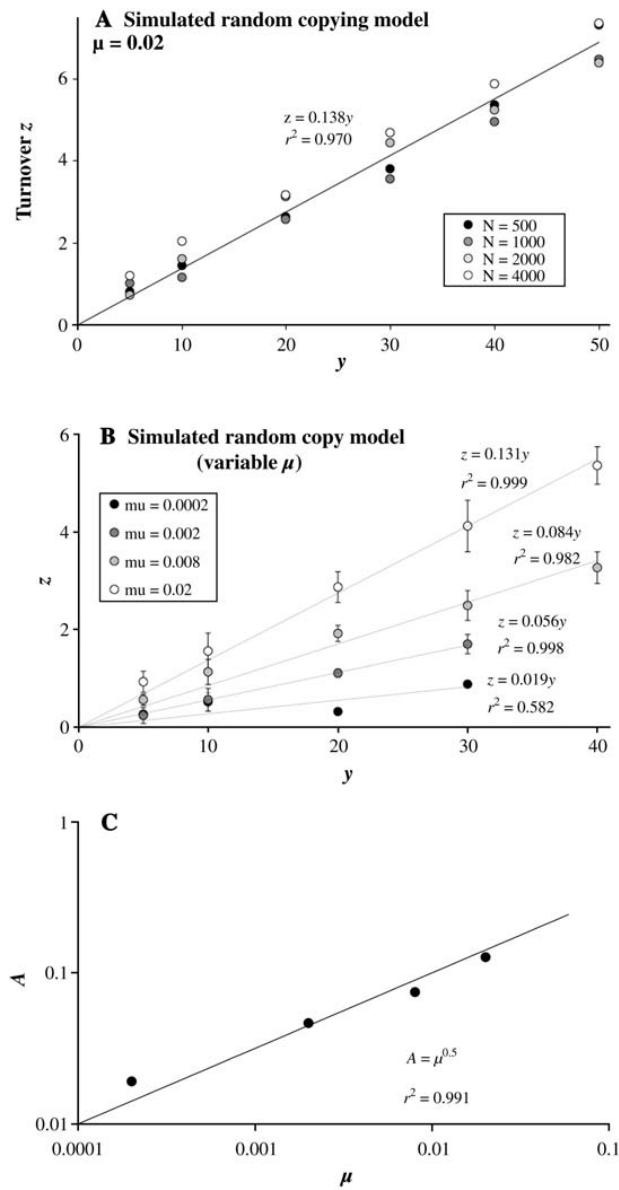 A Simulated random copying model
μ = 0.02
Turnover z
6
4
2
0
z = 0.138y
r² = 0.970
N = 500
N = 1000
N = 2000
N = 4000
0 10 20 30 40 50
y
B Simulated random copy model
(variable μ)
z
6
4
2
0
mu = 0.0002
mu = 0.002
mu = 0.008
mu = 0.02
z = 0.131y
r² = 0.999
z = 0.084y
r² = 0.982
z = 0.056y
r² = 0.998
z = 0.019y
r² = 0.582
0 10 20 30 40
y
C
A
1
0.1
0.01
A = μ^0.5
r² = 0.991
0.0001 0.001 0.01 0.1
μ